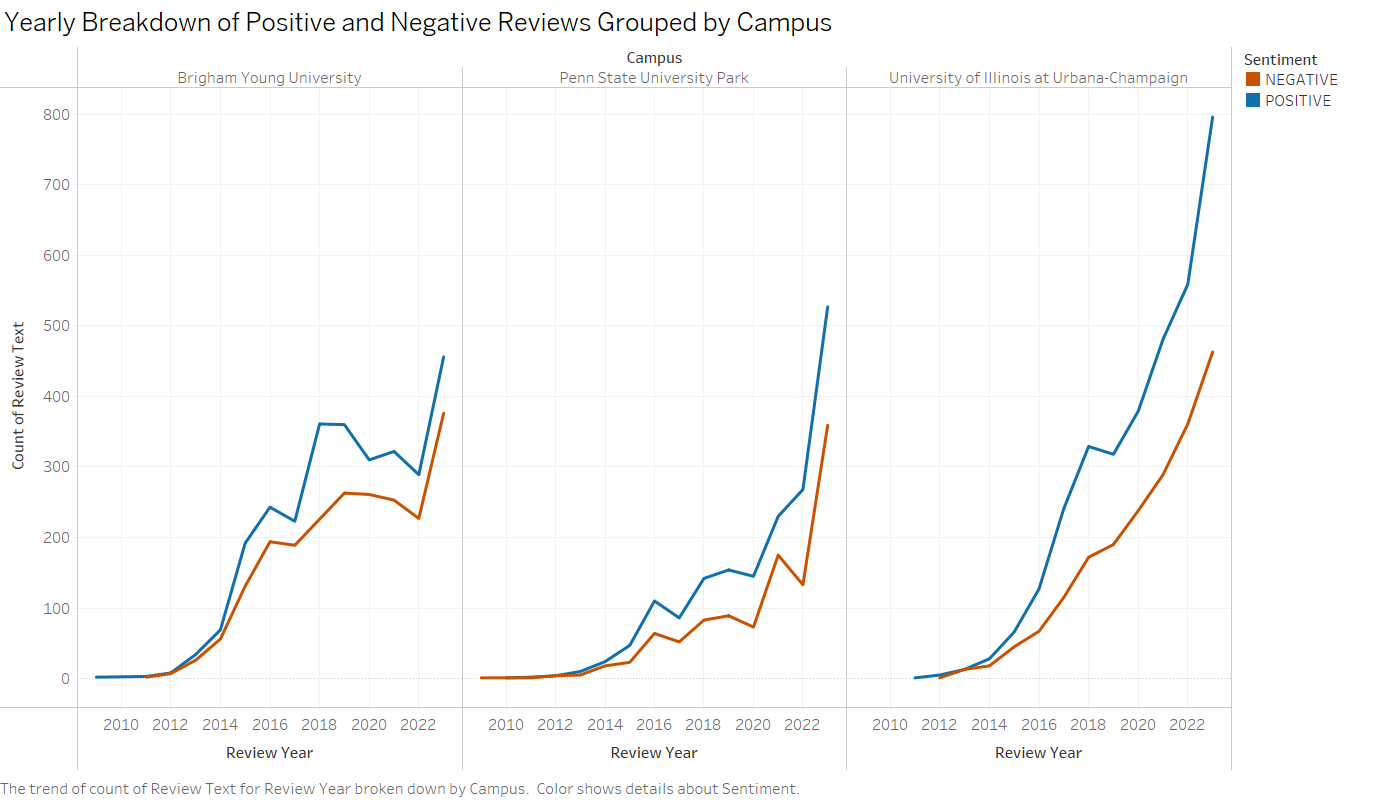 Yearly Breakdown of Positive and Negative Reviews Grouped by Campus
Campus
Brigham Young University
Penn State University Park
University of Illinois at Urbana-Champaign
Sentiment
NEGATIVE
POSITIVE
Count of Review Text
800
700
600
500
400
300
200
100
0
2010 2012 2014 2016 2018 2020 2022
2010 2012 2014 2016 2018 2020 2022
2010 2012 2014 2016 2018 2020 2022
Review Year
Review Year
Review Year
The trend of count of Review Text for Review Year broken down by Campus. Color shows details about Sentiment.